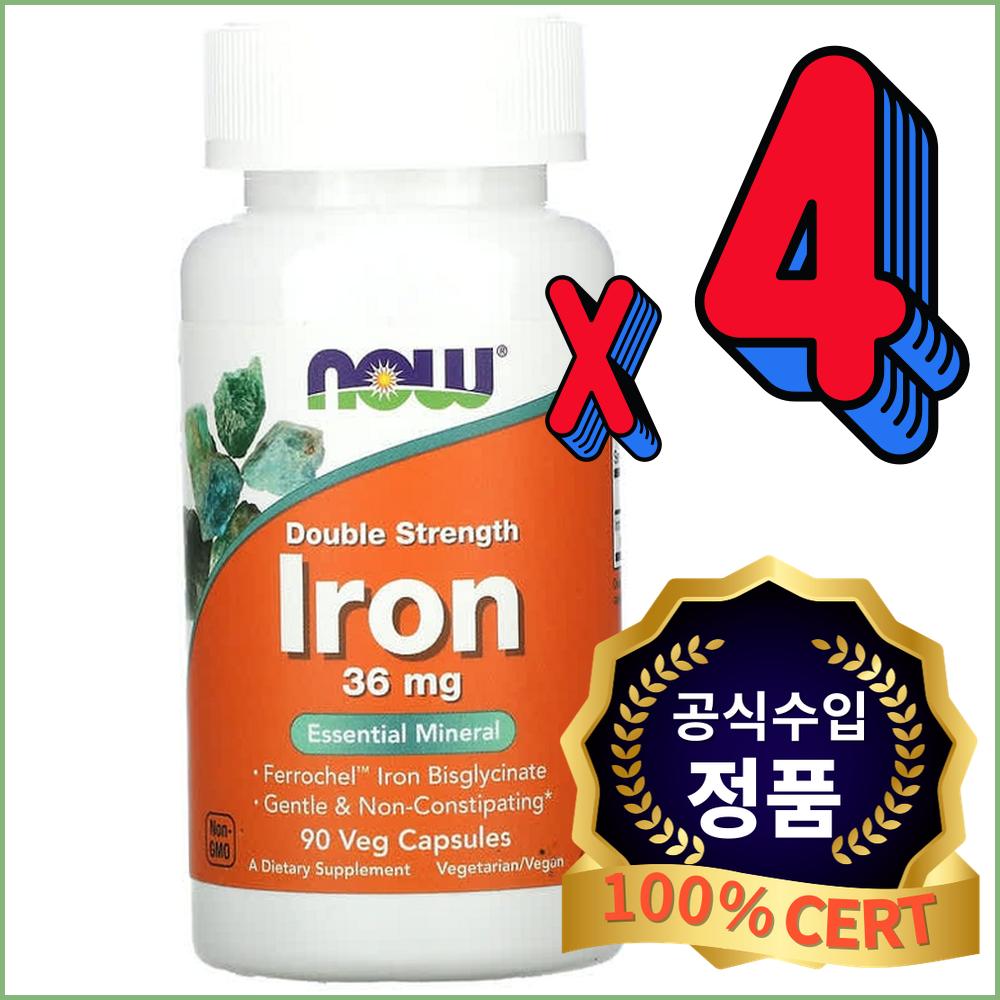 now®
x 4
Double Strength
Iron
36 mg
Essential Mineral
• Ferrochel™ Iron Bisglycinate
• Gentle & Non-Constipating*
90 Veg Capsules
Non-
GMO
A Dietary Supplement Vegetarian/Vegan
공식수입
정품
100% CERT